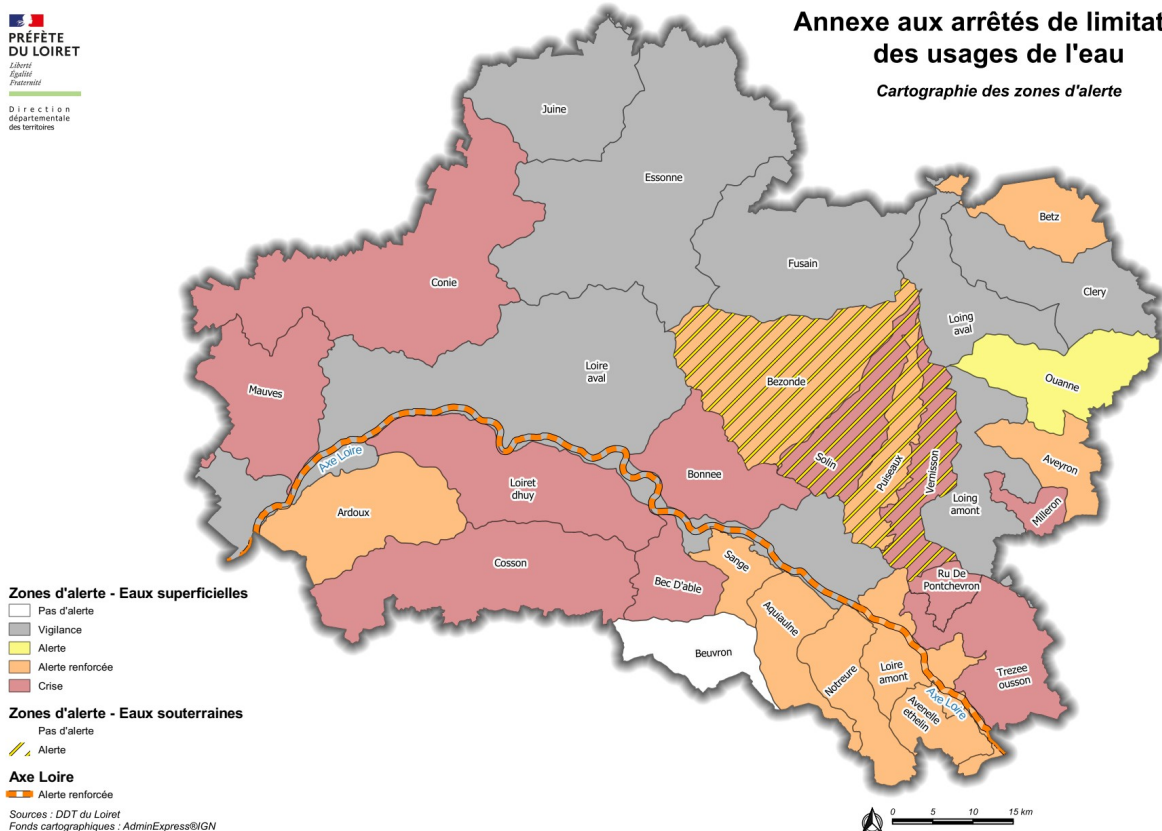 PRÉFÈTE
DU LOIRET
Liberté
Égalité
Fraternité
Direction
départementale
des territoires
Annexe aux arrêtés de limitat
des usages de l'eau
Cartographie des zones d'alerte
Juine
Essonne
Betz
Fusain
Clery
Conie
Loing
aval
Loire
aval
Bezonde
Ouanne
Mauves
Axe Loire
Solin
Puiseaux
Vernisson
Aveyron
Bonnee
Loiret
dhuy
Ardoux
Loing
amont
Milleron
Cosson
Sange
Bec D'able
Ru De
Pontchevron
Aquiaulne
Beuvron
Notreure
Loire
amont
Trezee
ousson
Axe Loire
Avenelle
ethelin
Zones d'alerte - Eaux superficielles
Pas d'alerte
Vigilance
Alerte
Alerte renforcée
Crise
Zones d'alerte - Eaux souterraines
Pas d'alerte
Alerte
Axe Loire
Alerte renforcée
Sources : DDT du Loiret
Fonds cartographiques : AdminExpress®IGN
0 5 10 15 km